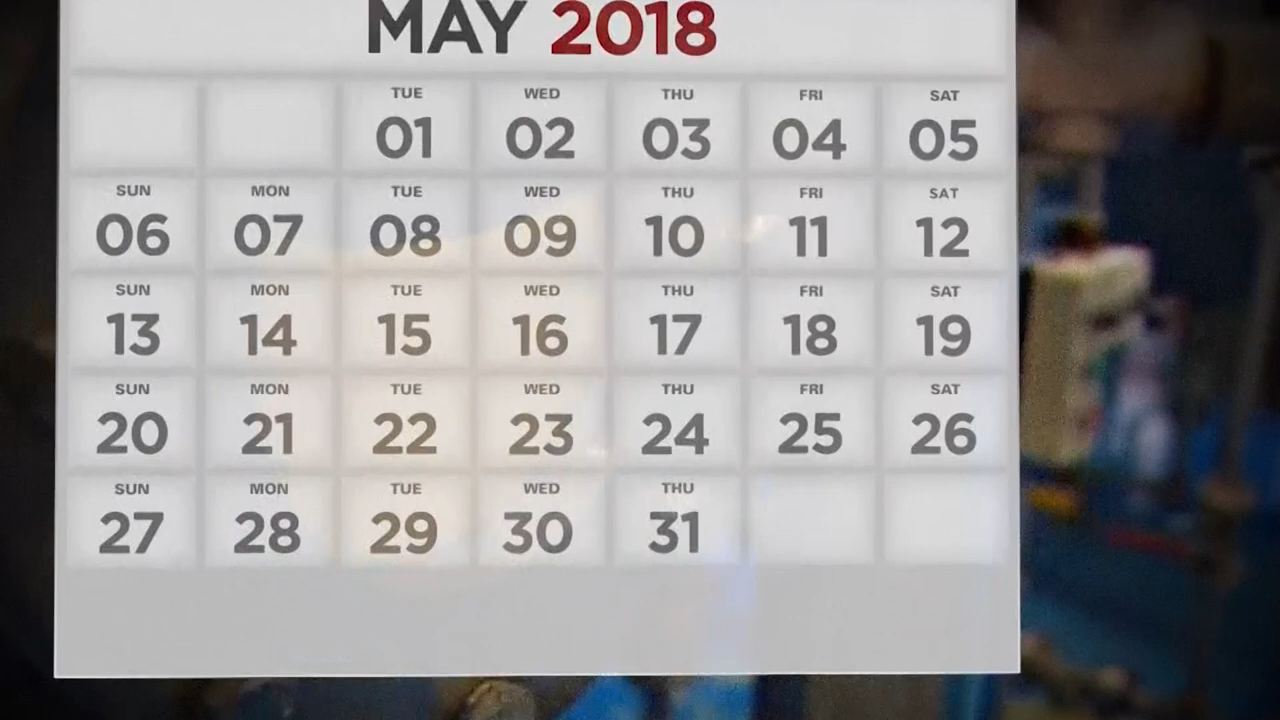 MAY 2018
TUE WED THU FRI SAT
01 02 03 04 05
SUN MON TUE WED THU FRI SAT
06 07 08 09 10 11 12
SUN MON TUE WED THU FRI SAT
13 14 15 16 17 18 19
SUN MON TUE WED THU FRI SAT
20 21 22 23 24 25 26
SUN MON TUE WED THU
27 28 29 30 31